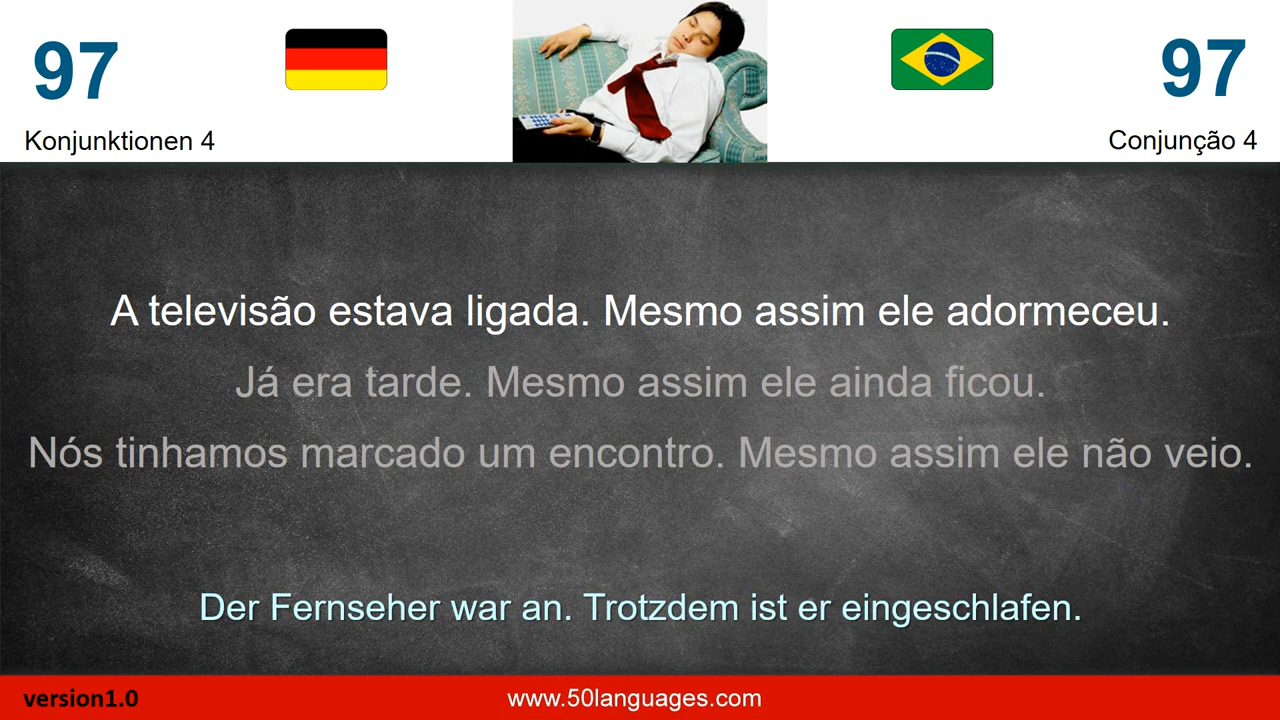 97
97
Konjunktionen 4
Conjunção 4
A televisão estava ligada. Mesmo assim ele adormeceu.
Já era tarde. Mesmo assim ele ainda ficou.
Nós tinhamos marcado um encontro. Mesmo assim ele não veio.
Der Fernseher war an. Trotzdem ist er eingeschlafen.
version1.0
www.50languages.com